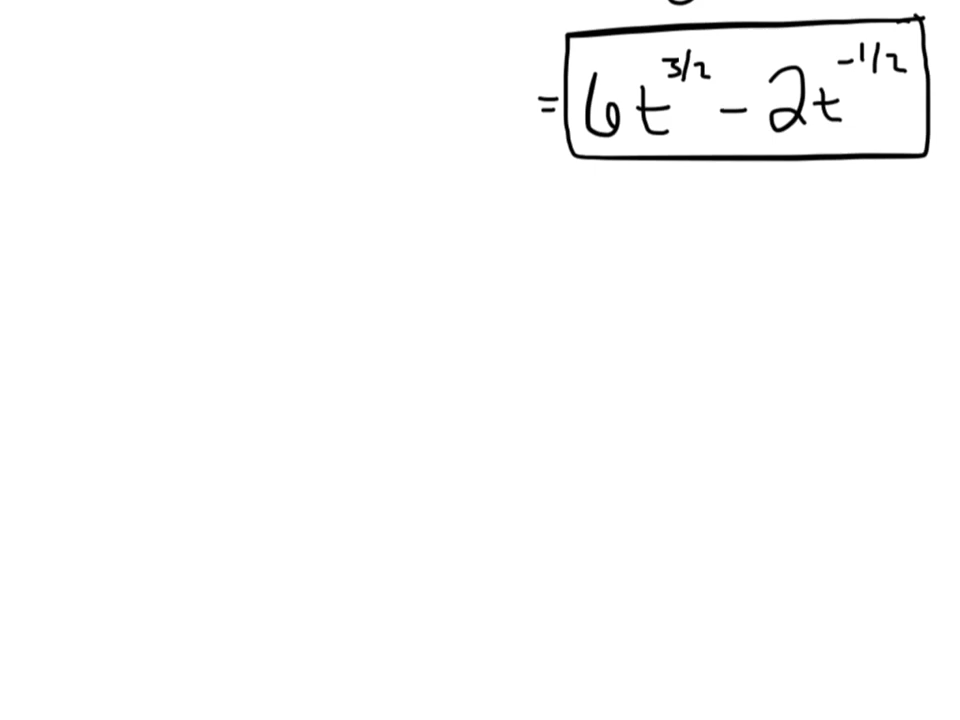 = 6t^{3/2} - 2t^{-1/2}